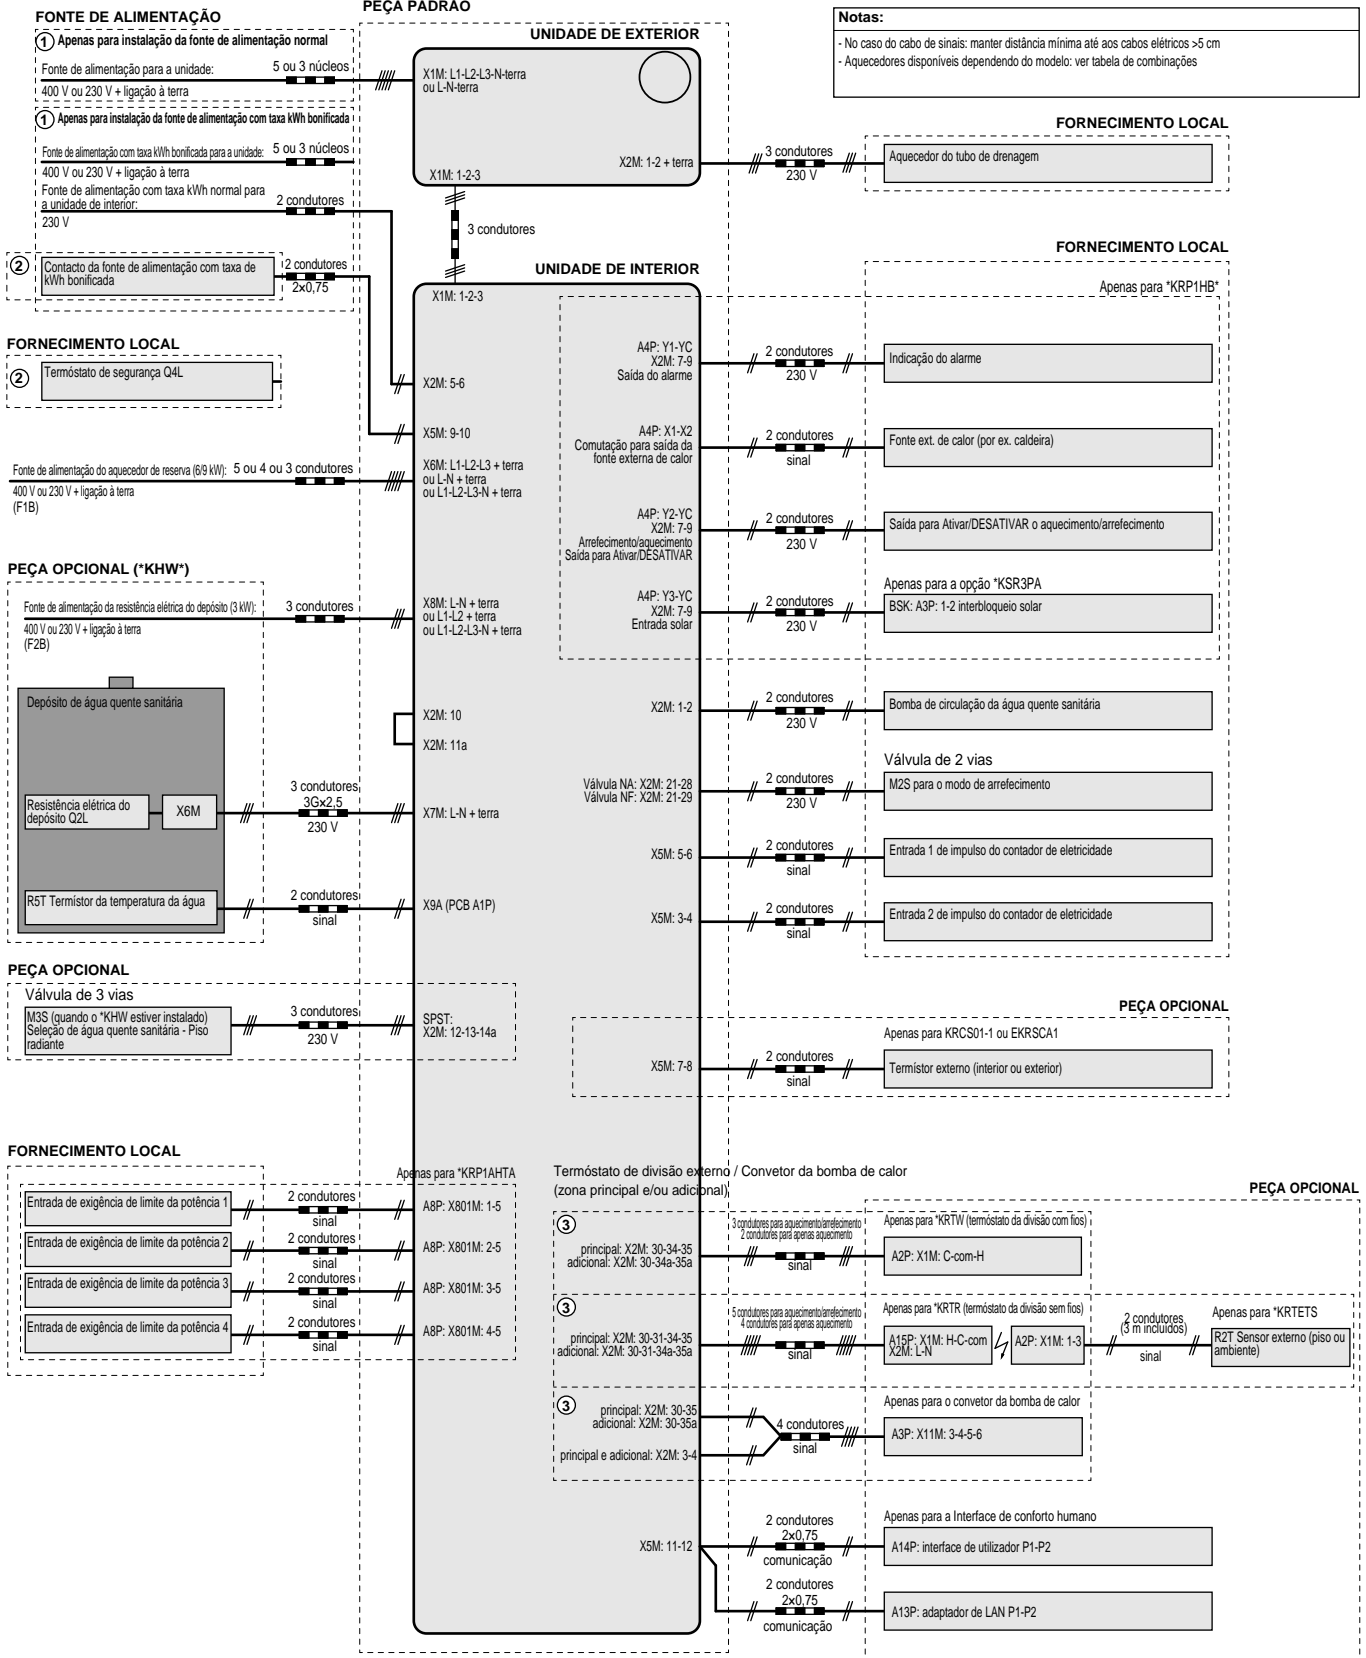 FONTE DE ALIMENTAÇÃO
1 Apenas para instalação da fonte de alimentação normal
Fonte de alimentação para a unidade:
5 ou 3 núcleos
400 V ou 230 V + ligação à terra
1 Apenas para instalação da fonte de alimentação com taxa kWh bonificada
Fonte de alimentação com taxa kWh bonificada para a unidade:
5 ou 3 núcleos
400 V ou 230 V + ligação à terra
Fonte de alimentação com taxa kWh normal para
a unidade de interior:
2 condutores
230 V
2
Contacto da fonte de alimentação com taxa de
kWh bonificada
2 condutores
2×0,75
FORNECIMENTO LOCAL
2
Termóstato de segurança Q4L
Fonte de alimentação do aquecedor de reserva (6/9 kW):
5 ou 4 ou 3 condutores
400 V ou 230 V + ligação à terra
(F1B)
PEÇA OPCIONAL (*KHW*)
Fonte de alimentação da resistência elétrica do depósito (3 kW):
3 condutores
400 V ou 230 V + ligação à terra
(F2B)
Depósito de água quente sanitária
Resistência elétrica do
depósito Q2L
X6M
3 condutores
3G×2,5
230 V
R5T Termístor da temperatura da água
2 condutores
sinal
PEÇA OPCIONAL
Válvula de 3 vias
M3S (quando o *KHW estiver instalado)
Seleção de água quente sanitária - Piso
radiante
3 condutores
230 V
FORNECIMENTO LOCAL
Apenas para *KRP1AHTA
Entrada de exigência de limite da potência 1
2 condutores
sinal
A8P: X801M: 1-5
Entrada de exigência de limite da potência 2
2 condutores
sinal
A8P: X801M: 2-5
Entrada de exigência de limite da potência 3
2 condutores
sinal
A8P: X801M: 3-5
Entrada de exigência de limite da potência 4
2 condutores
sinal
A8P: X801M: 4-5
PEÇA PADRÃO
UNIDADE DE EXTERIOR
X1M: L1-L2-L3-N-terra
ou L-N-terra
X2M: 1-2 + terra
X1M: 1-2-3
3 condutores
UNIDADE DE INTERIOR
X1M: 1-2-3
X2M: 5-6
X5M: 9-10
X6M: L1-L2-L3 + terra
ou L-N + terra
ou L1-L2-L3-N + terra
X8M: L-N + terra
ou L1-L2 + terra
ou L1-L2-L3-N + terra
X2M: 10
X2M: 11a
X7M: L-N + terra
X9A (PCB A1P)
SPST:
X2M: 12-13-14a
Notas:
- No caso do cabo de sinais: manter distância mínima até aos cabos elétricos >5 cm
- Aquecedores disponíveis dependendo do modelo: ver tabela de combinações
FORNECIMENTO LOCAL
3 condutores
230 V
Aquecedor do tubo de drenagem
FORNECIMENTO LOCAL
Apenas para *KRP1HB*
A4P: Y1-YC
X2M: 7-9
Saída do alarme
2 condutores
230 V
Indicação do alarme
A4P: X1-X2
Comutação para saída da
fonte externa de calor
2 condutores
sinal
Fonte ext. de calor (por ex. caldeira)
A4P: Y2-YC
X2M: 7-9
Arrefecimento/aquecimento
Saída para Ativar/DESATIVAR
2 condutores
230 V
Saída para Ativar/DESATIVAR o aquecimento/arrefecimento
Apenas para a opção *KSR3PA
A4P: Y3-YC
X2M: 7-9
Entrada solar
2 condutores
230 V
BSK: A3P: 1-2 interbloqueio solar
X2M: 1-2
2 condutores
230 V
Bomba de circulação da água quente sanitária
Válvula de 2 vias
Válvula NA: X2M: 21-28
Válvula NF: X2M: 21-29
2 condutores
230 V
M2S para o modo de arrefecimento
X5M: 5-6
2 condutores
sinal
Entrada 1 de impulso do contador de eletricidade
X5M: 3-4
2 condutores
sinal
Entrada 2 de impulso do contador de eletricidade
PEÇA OPCIONAL
Apenas para KRCS01-1 ou EKRSCA1
X5M: 7-8
2 condutores
sinal
Termístor externo (interior ou exterior)
Termóstato de divisão externo / Convetor da bomba de calor
(zona principal e/ou adicional)
PEÇA OPCIONAL
3
principal: X2M: 30-34-35
adicional: X2M: 30-34a-35a
3 condutores para aquecimento/arrefecimento
2 condutores para apenas aquecimento
sinal
Apenas para *KRTW (termóstato da divisão com fios)
A2P: X1M: C-com-H
3
principal: X2M: 30-31-34-35
adicional: X2M: 30-31-34a-35a
5 condutores para aquecimento/arrefecimento
4 condutores para apenas aquecimento
sinal
Apenas para *KRTR (termóstato da divisão sem fios)
A15P: X1M: H-C-com
X2M: L-N
A2P: X1M: 1-3
2 condutores
(3 m incluídos)
sinal
Apenas para *KRTETS
R2T Sensor externo (piso ou
ambiente)
3
principal: X2M: 30-35
adicional: X2M: 30-35a
principal e adicional: X2M: 3-4
4 condutores
sinal
Apenas para o convetor da bomba de calor
A3P: X11M: 3-4-5-6
X5M: 11-12
2 condutores
2×0,75
comunicação
Apenas para a Interface de conforto humano
A14P: interface de utilizador P1-P2
2 condutores
2×0,75
comunicação
A13P: adaptador de LAN P1-P2